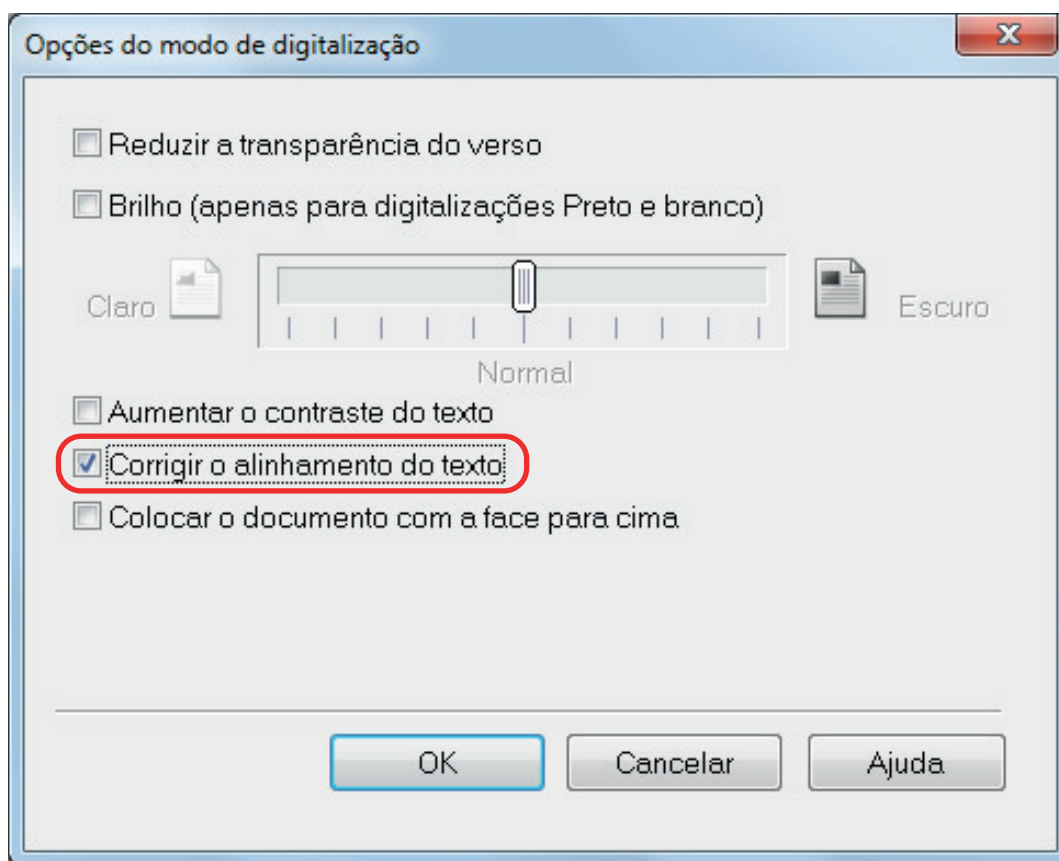 Opções do modo de digitalização
Reduzir a transparência do verso
Brilho (apenas para digitalizações Preto e branco)
Claro Escuro
Normal
Aumentar o contraste do texto
Corrigir o alinhamento do texto
Colocar o documento com a face para cima
OK Cancelar Ajuda